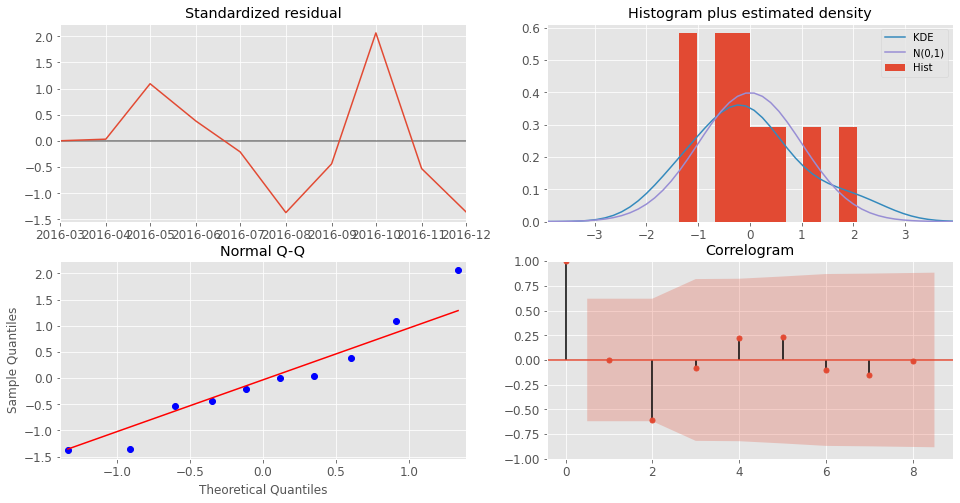 Standardized residual
2.0
1.5
1.0
0.5
0.0
−0.5
−1.0
−1.5
2016-03 2016-04 2016-05 2016-06 2016-07 2016-08 2016-09 2016-10 2016-11 2016-12
Histogram plus estimated density
KDE
N(0,1)
Hist
0.6
0.5
0.4
0.3
0.2
0.1
0.0
−3 −2 −1 0 1 2 3
Normal Q-Q
Sample Quantiles
2.0
1.5
1.0
0.5
0.0
−0.5
−1.0
−1.5
−1.0 −0.5 0.0 0.5 1.0
Theoretical Quantiles
Correlogram
1.00
0.75
0.50
0.25
0.00
−0.25
−0.50
−0.75
−1.00
0 2 4 6 8